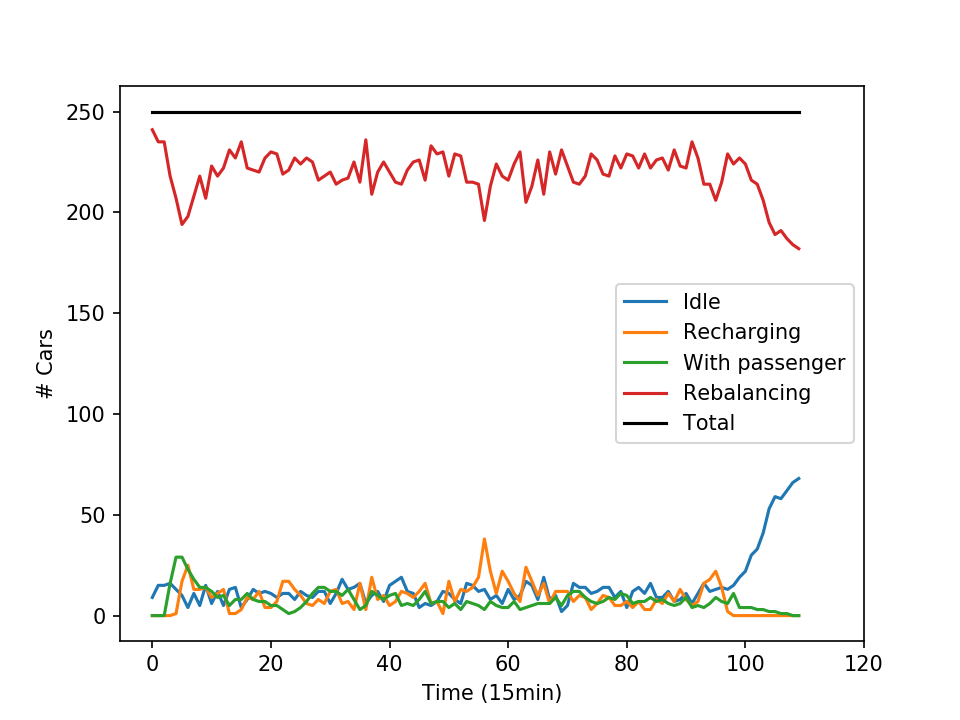 250
200
150
100
50
0
# Cars
Idle
Recharging
With passenger
Rebalancing
Total
0 20 40 60 80 100 120
Time (15min)